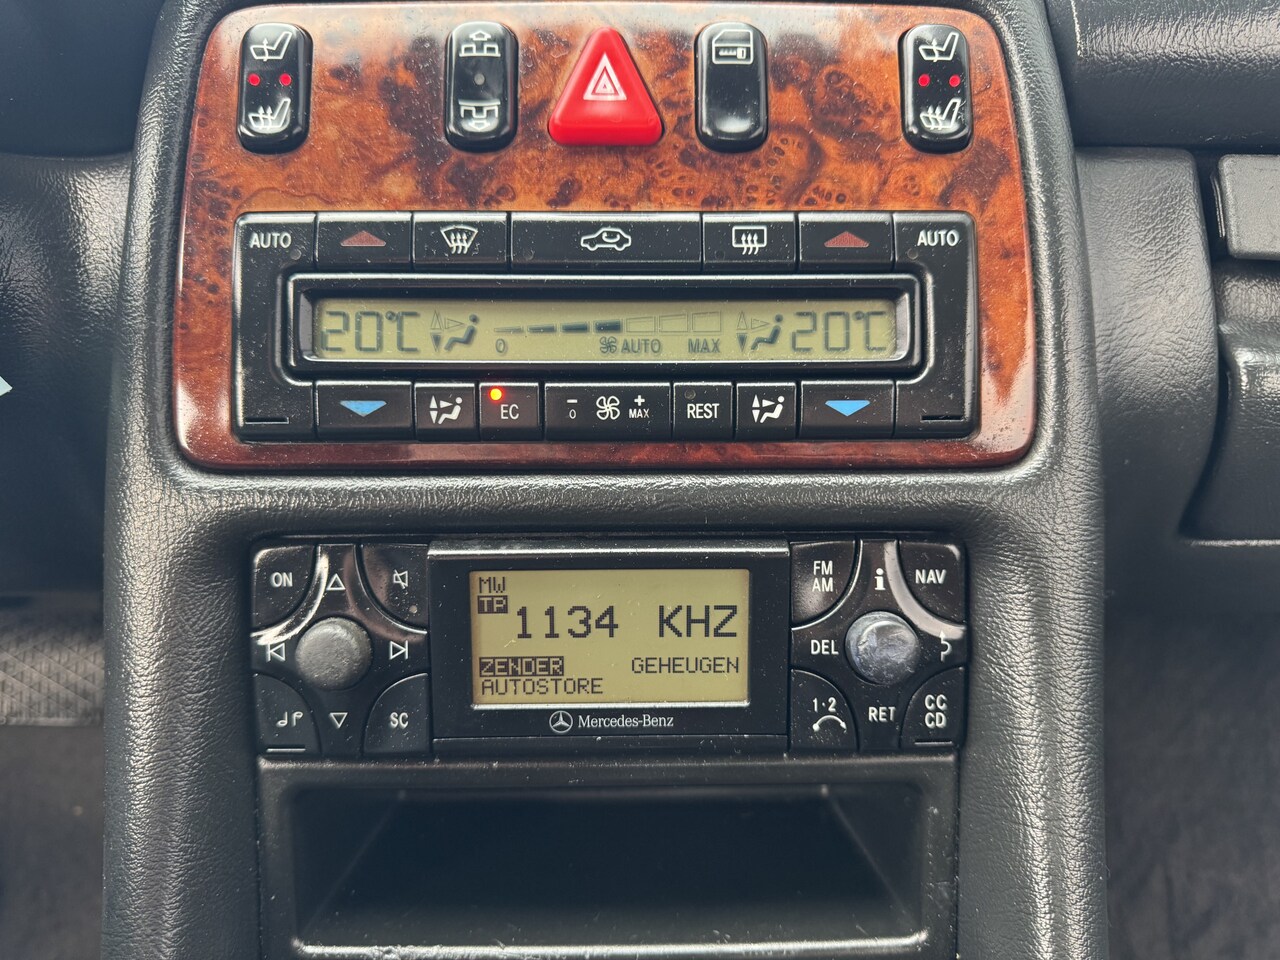 AUTO AUTO
20°C 20°C
0 AUTO MAX
EC - 0 + MAX REST
ON FM AM i NAV
MW
TP
1134 KHZ
ZENDER GEHEUGEN
AUTOSTORE
DEL
SC 1·2 RET CC CD
Mercedes-Benz